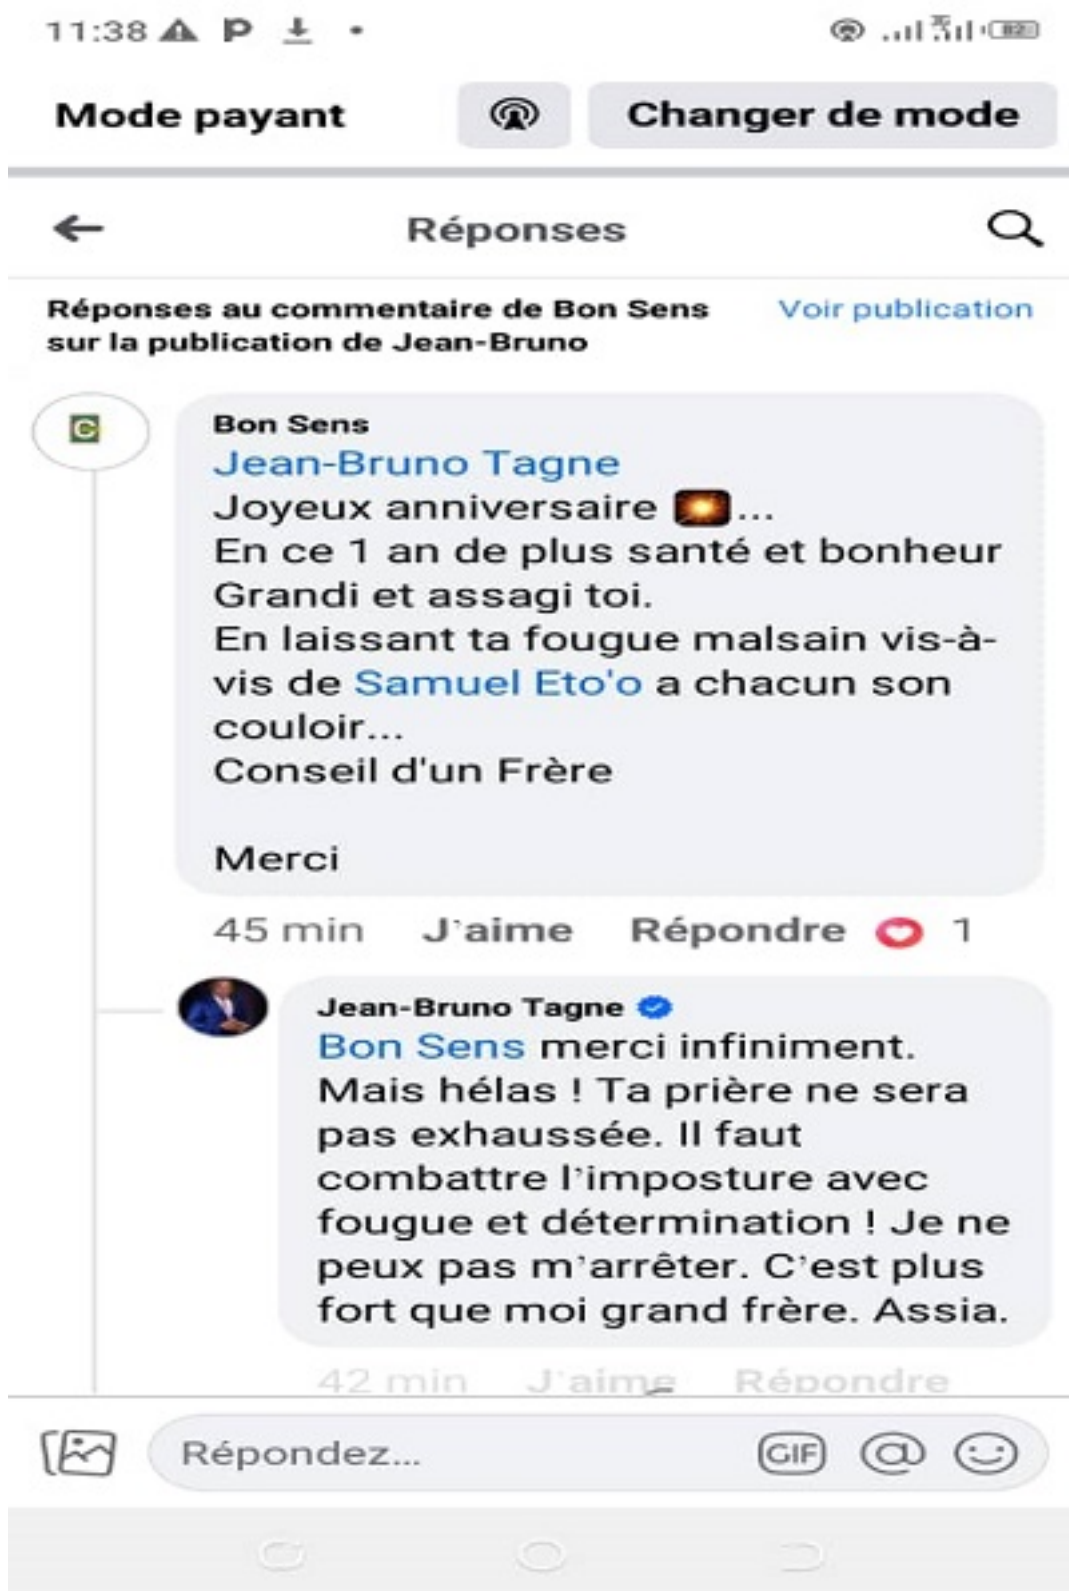 11:38
82
Mode payant
Changer de mode
Réponses
Réponses au commentaire de Bon Sens
sur la publication de Jean-Bruno
Voir publication
C
Bon Sens
Jean-Bruno Tagne
Joyeux anniversaire ...
En ce 1 an de plus santé et bonheur
Grandi et assagi toi.
En laissant ta fougue malsain vis-à-
vis de Samuel Eto'o a chacun son
couloir...
Conseil d'un Frère
Merci
45 min J'aime Répondre 1
Jean-Bruno Tagne
Bon Sens merci infiniment.
Mais hélas ! Ta prière ne sera
pas exhaussée. Il faut
combattre l'imposture avec
fougue et détermination ! Je ne
peux pas m'arrêter. C'est plus
fort que moi grand frère. Assia.
42 min J'aime Répondre
Répondez...
GIF